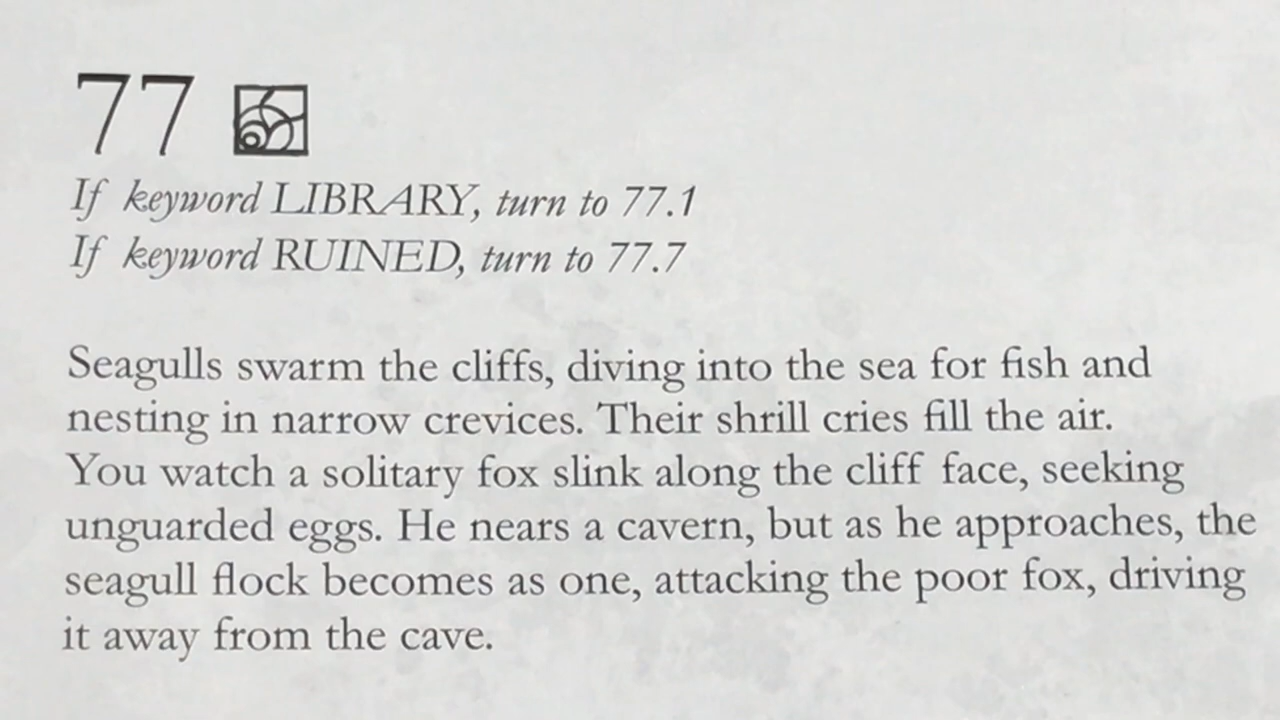 77
If keyword LIBRARY, turn to 77.1
If keyword RUINED, turn to 77.7
Seagulls swarm the cliffs, diving into the sea for fish and
nesting in narrow crevices. Their shrill cries fill the air.
You watch a solitary fox slink along the cliff face, seeking
unguarded eggs. He nears a cavern, but as he approaches, the
seagull flock becomes as one, attacking the poor fox, driving
it away from the cave.